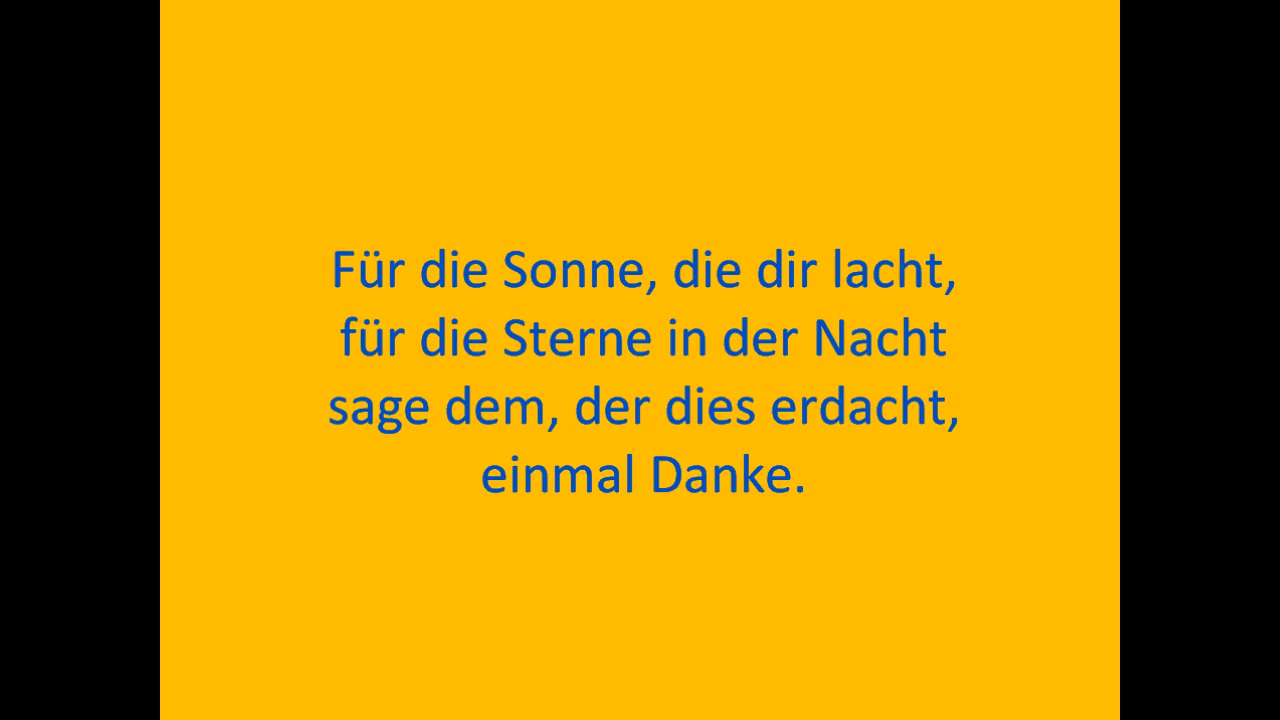 Für die Sonne, die dir lacht,
für die Sterne in der Nacht
sage dem, der dies erdacht,
einmal Danke.